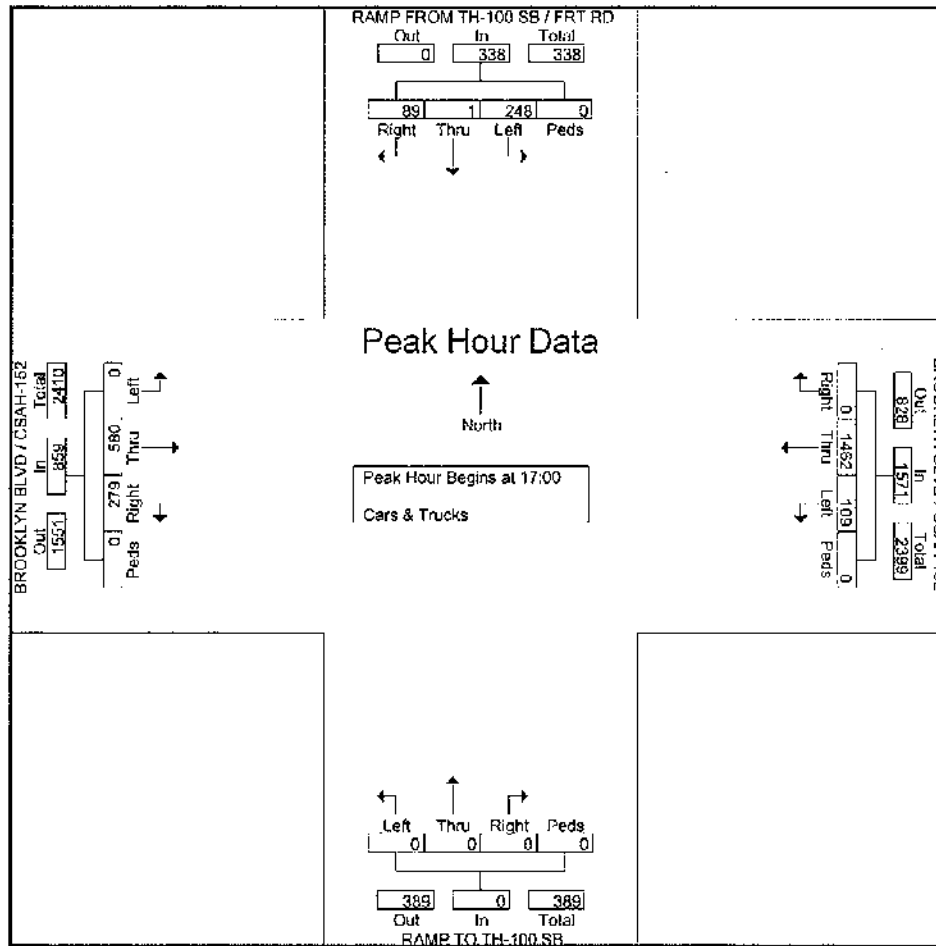 RAMP FROM TH-100 SB / FRT RD
Out In Total
0 338 338
89 1 248 0
Right Thru Left Peds
Peak Hour Data
North
Peak Hour Begins at 17:00
Cars & Trucks
BROOKLYN BLVD / CSAH-152
Out In Total
1551 859 2410
0 279 580 0
Peds Right Thru Left
Right Thru Left Peds
0 1462 109 0
Out In Total
828 1571 2399
Left Thru Right Peds
0 0 0 0
389 0 389
Out In Total
RAMP TO TH-100 SB